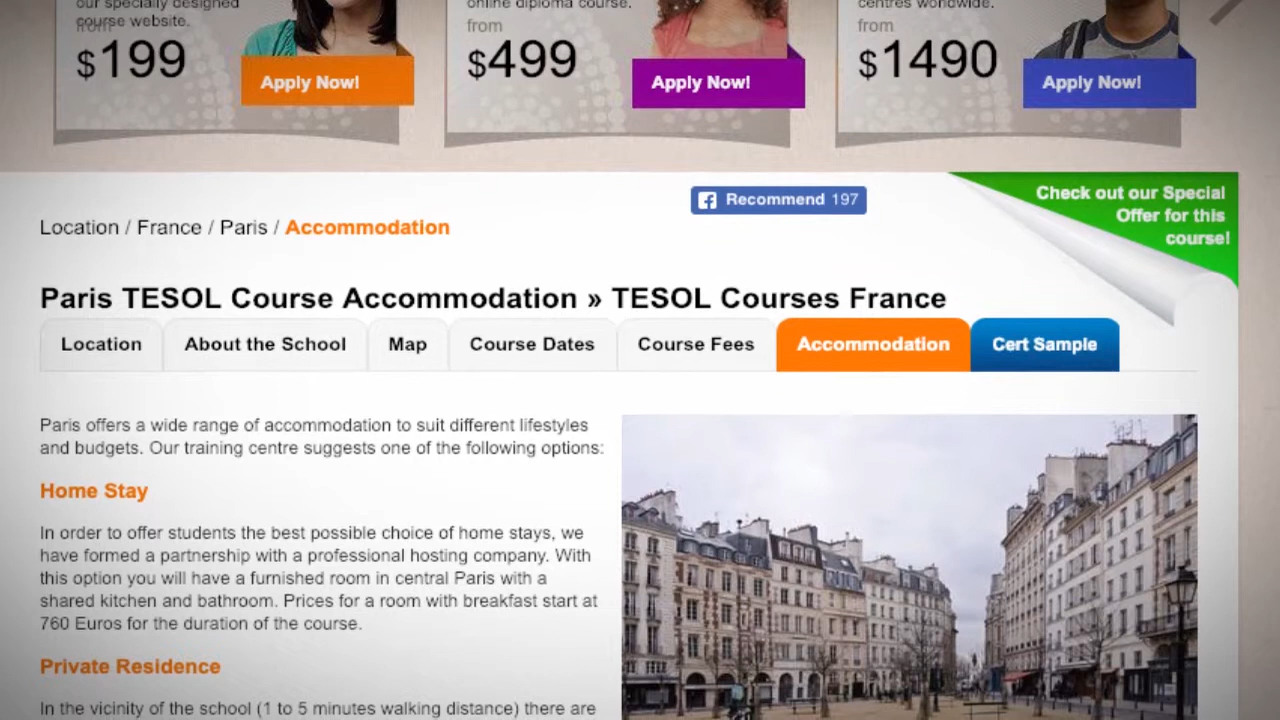 our specially designed
course website.
from
$199
Apply Now!
online diploma course.
from
$499
Apply Now!
centres worldwide.
from
$1490
Apply Now!
Recommend 197
Check out our Special
Offer for this
course!
Location / France / Paris / Accommodation
Paris TESOL Course Accommodation » TESOL Courses France
Location
About the School
Map
Course Dates
Course Fees
Accommodation
Cert Sample
Paris offers a wide range of accommodation to suit different lifestyles
and budgets. Our training centre suggests one of the following options:
Home Stay
In order to offer students the best possible choice of home stays, we
have formed a partnership with a professional hosting company. With
this option you will have a furnished room in central Paris with a
shared kitchen and bathroom. Prices for a room with breakfast start at
760 Euros for the duration of the course.
Private Residence
In the vicinity of the school (1 to 5 minutes walking distance) there are